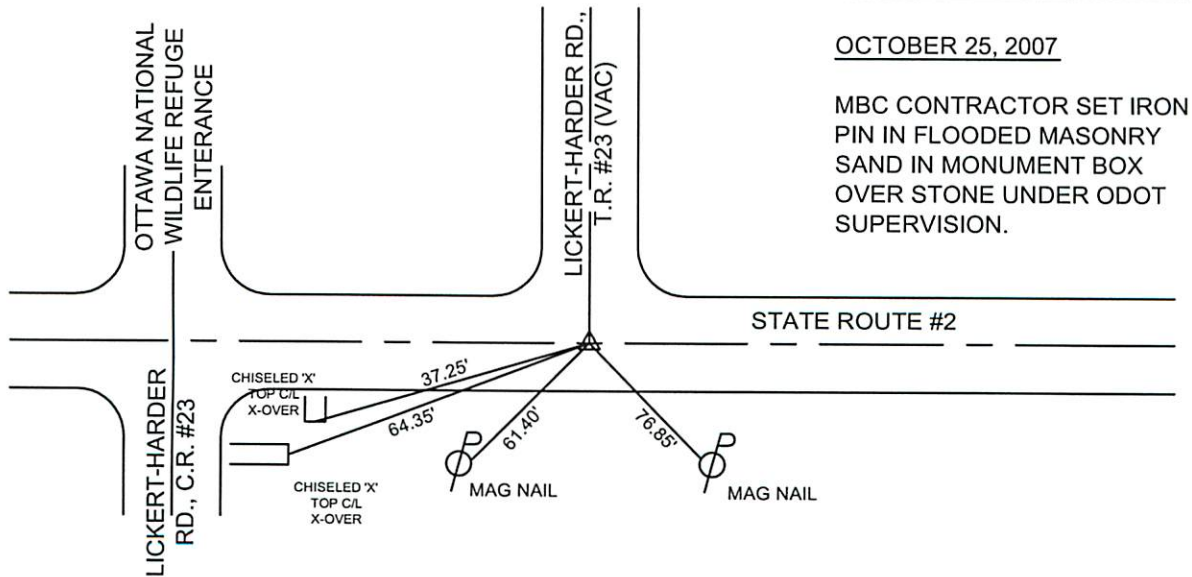 OTTAWA NATIONAL
WILDLIFE REFUGE
ENTERANCE
LICKERT-HARDER RD.,
T.R. #23 (VAC)
OCTOBER 25, 2007
MBC CONTRACTOR SET IRON
PIN IN FLOODED MASONRY
SAND IN MONUMENT BOX
OVER STONE UNDER ODOT
SUPERVISION.
STATE ROUTE #2
LICKERT-HARDER
RD., C.R. #23
CHISELED 'X'
TOP C/L
X-OVER
37.25'
64.35'
61.40'
76.85'
CHISELED 'X'
TOP C/L
X-OVER
MAG NAIL
MAG NAIL